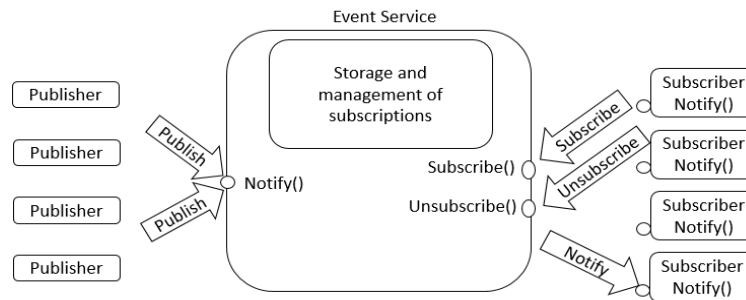 Event Service
Storage and
management of
subscriptions
Publisher
Publisher
Publisher
Publisher
Publish
Publish
Notify()
Subscribe()
Unsubscribe()
Subscribe
Unsubscribe
Notify
Subscriber
Notify()
Subscriber
Notify()
Subscriber
Notify()
Subscriber
Notify()